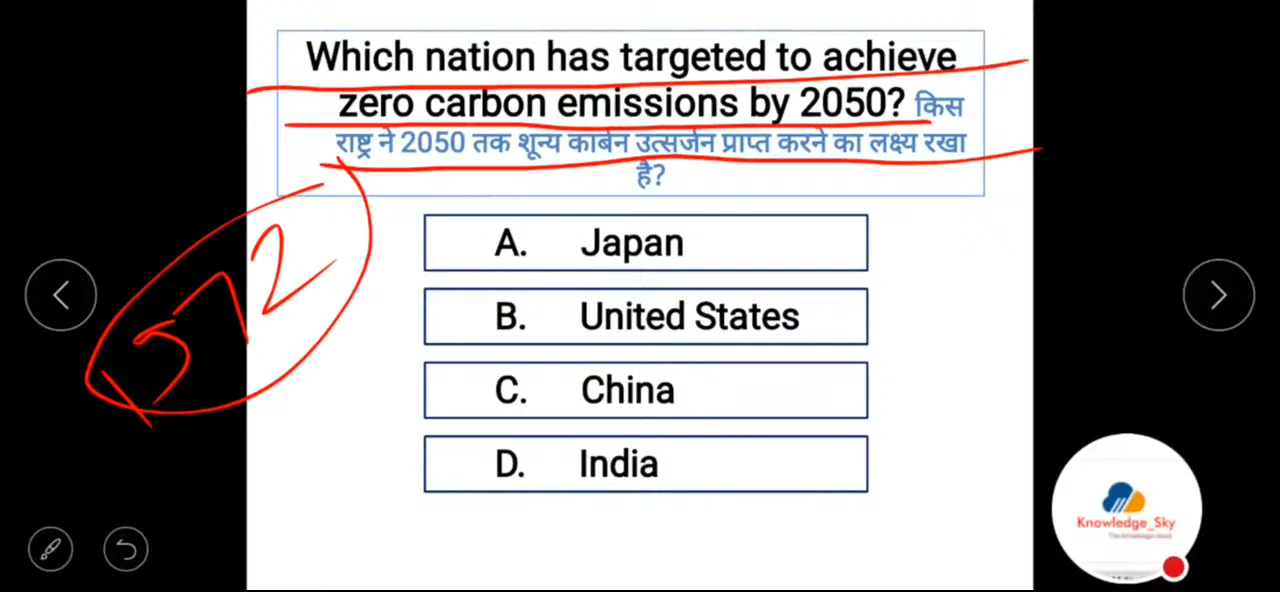 Which nation has targeted to achieve
zero carbon emissions by 2050? किस
राष्ट्र ने 2050 तक शून्य कार्बन उत्सर्जन प्राप्त करने का लक्ष्य रखा
है?
A. Japan
B. United States
C. China
D. India
Knowledge_Sky